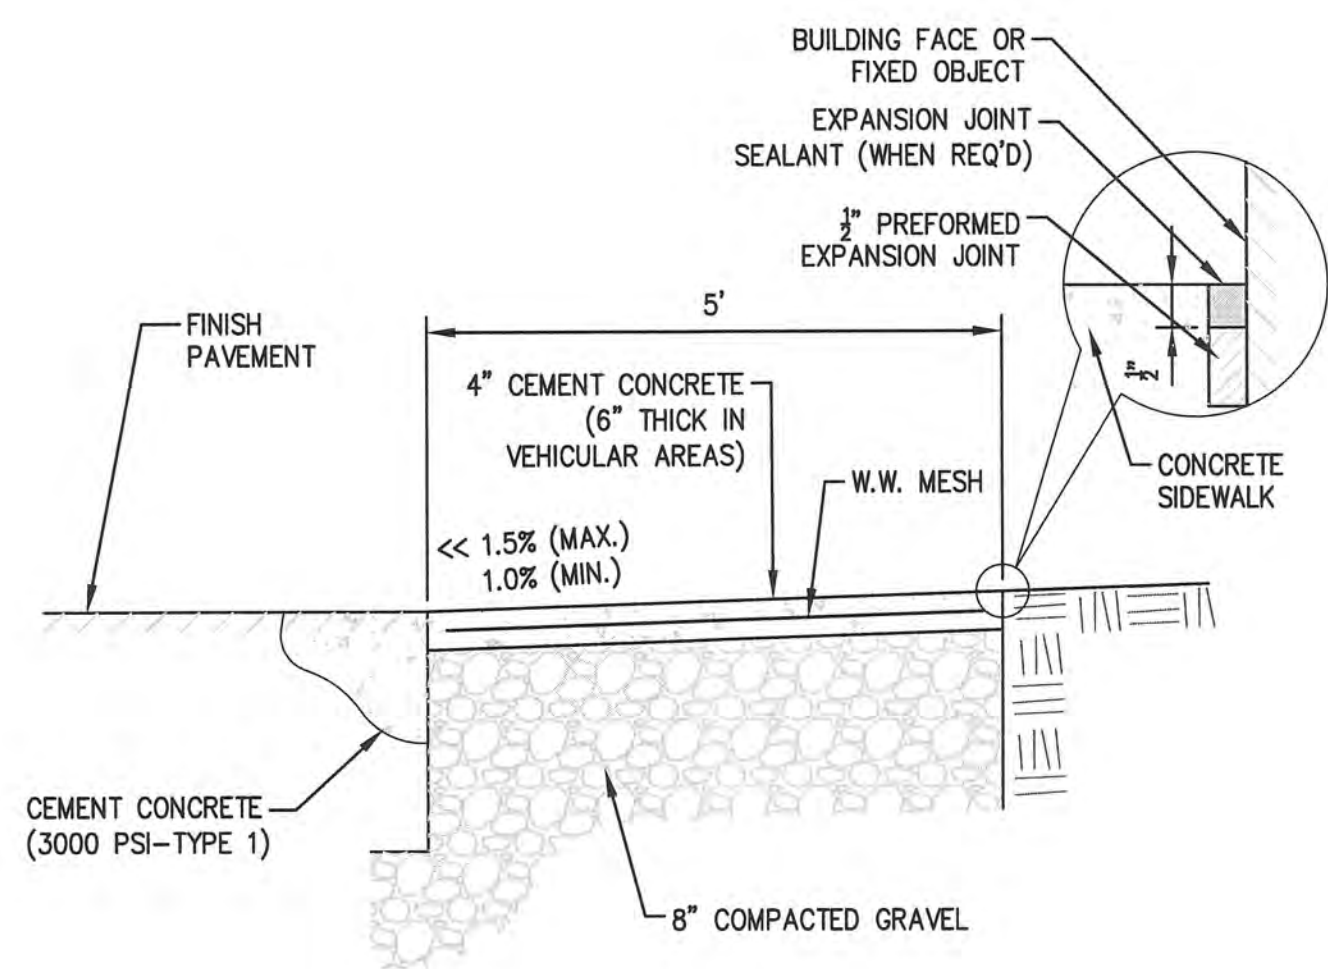 BUILDING FACE OR
FIXED OBJECT
EXPANSION JOINT
SEALANT (WHEN REQ'D)
1/2" PREFORMED
EXPANSION JOINT
5'
FINISH
PAVEMENT
4" CEMENT CONCRETE
(6" THICK IN
VEHICULAR AREAS)
1/2"
W.W. MESH
CONCRETE
SIDEWALK
<< 1.5% (MAX.)
1.0% (MIN.)
CEMENT CONCRETE
(3000 PSI-TYPE 1)
8" COMPACTED GRAVEL